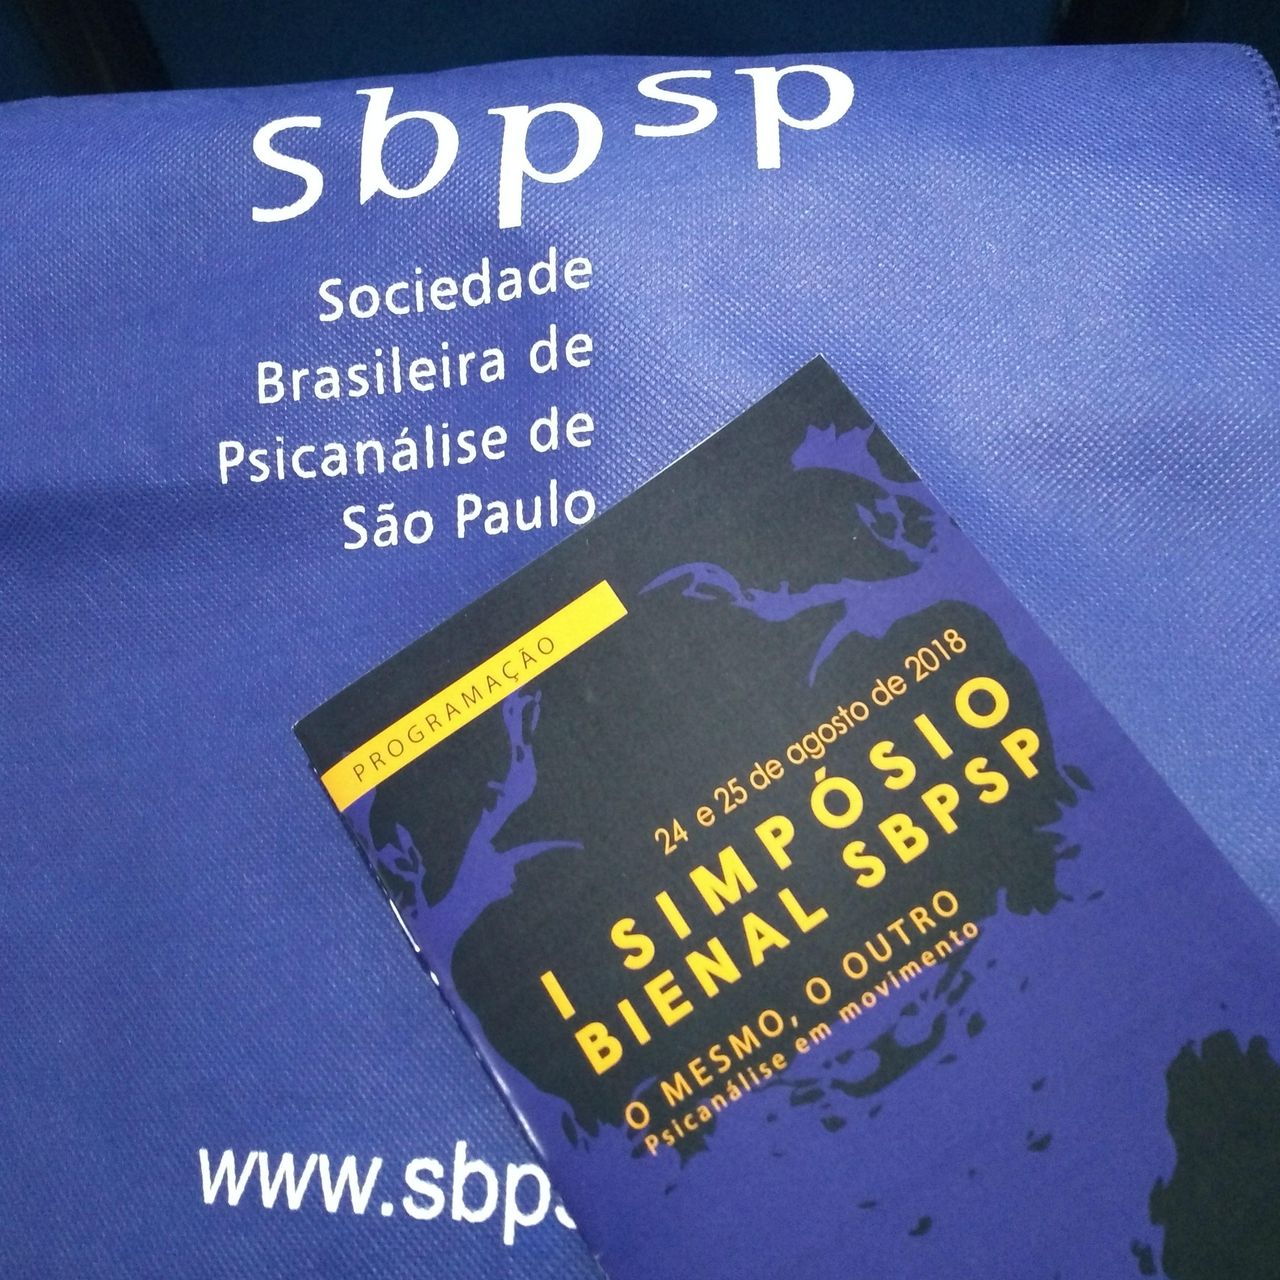 sbpsp
Sociedade
Brasileira de
Psicanálise de
São Paulo
PROGRAMAÇÃO
24 e 25 de agosto de 2018
I SIMPÓSIO
BIENAL SBPSP
O MESMO, O OUTRO
Psicanálise em movimento
www.sbps